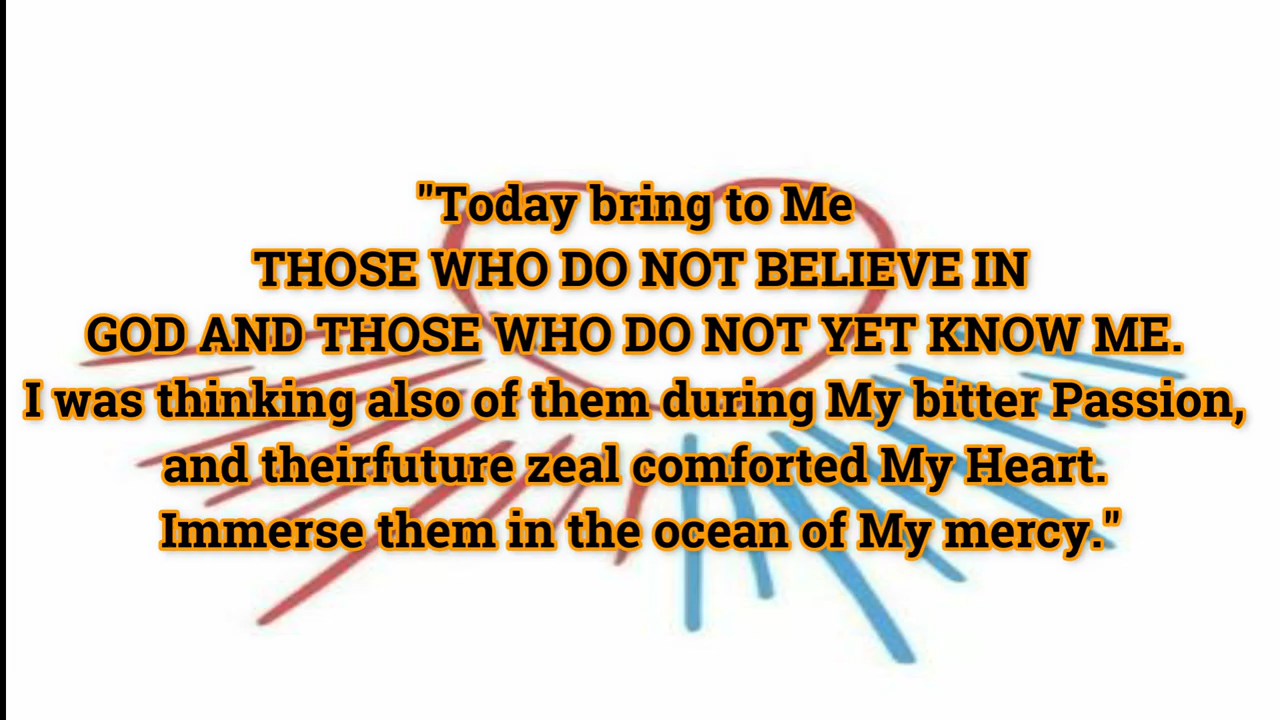 "Today bring to Me
THOSE WHO DO NOT BELIEVE IN
GOD AND THOSE WHO DO NOT YET KNOW ME.
I was thinking also of them during My bitter Passion,
and theirfuture zeal comforted My Heart.
Immerse them in the ocean of My mercy."